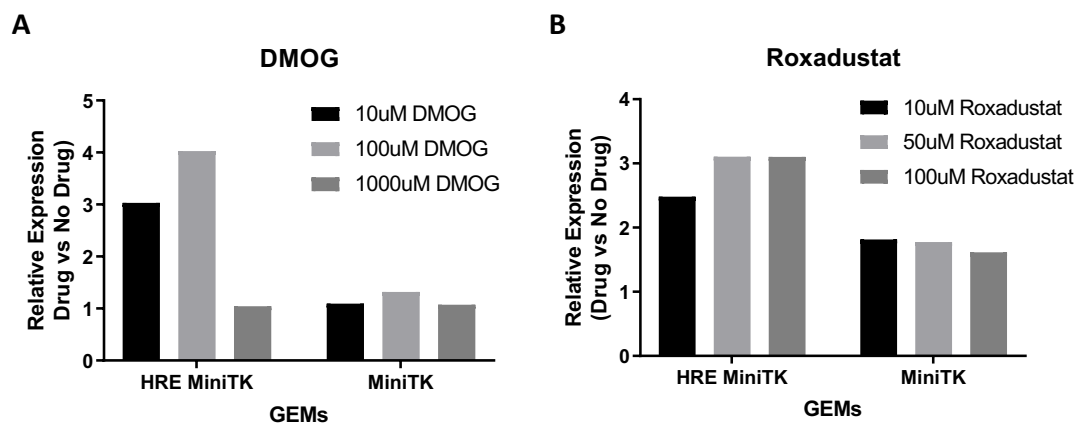 A
DMOG
Relative Expression
Drug vs No Drug)
5
4
3
2
1
0
10uM DMOG
100uM DMOG
1000uM DMOG
HRE MiniTK
MiniTK
GEMs
B
Roxadustat
Relative Expression
(Drug vs No Drug)
4
3
2
1
0
10uM Roxadustat
50uM Roxadustat
100uM Roxadustat
HRE MiniTK
MiniTK
GEMs